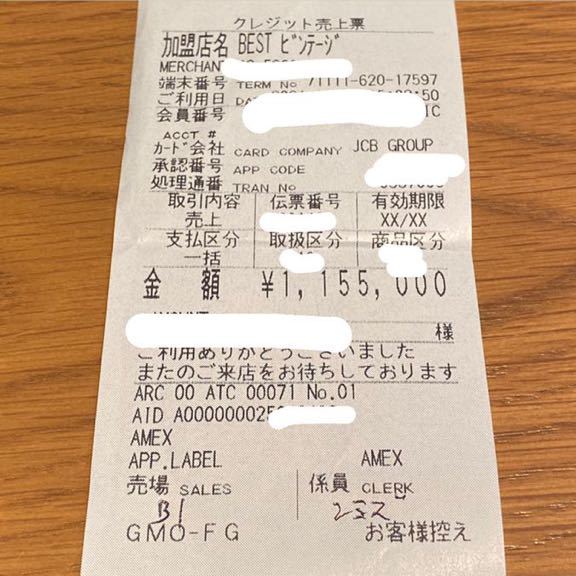 クレジット売上票
加盟店名 BEST ビンテージ
MERCHANT
端末番号 TERM No 71111-620-17597
ご利用日
会員番号
ACCT #
カード会社 CARD COMPANY JCB GROUP
承認番号 APP CODE
処理通番 TRAN No
取引内容 伝票番号 有効期限
売上 XX/XX
支払区分 取扱区分 商品区分
一括
金 額 ¥1,155,000
様
ご利用ありがとうございました
またのご来店をお待ちしております
ARC 00 ATC 00071 No.01
AID A000000025
AMEX
APP.LABEL AMEX
売場 SALES 係員 CLERK
B1
GMO-FG お客様控え